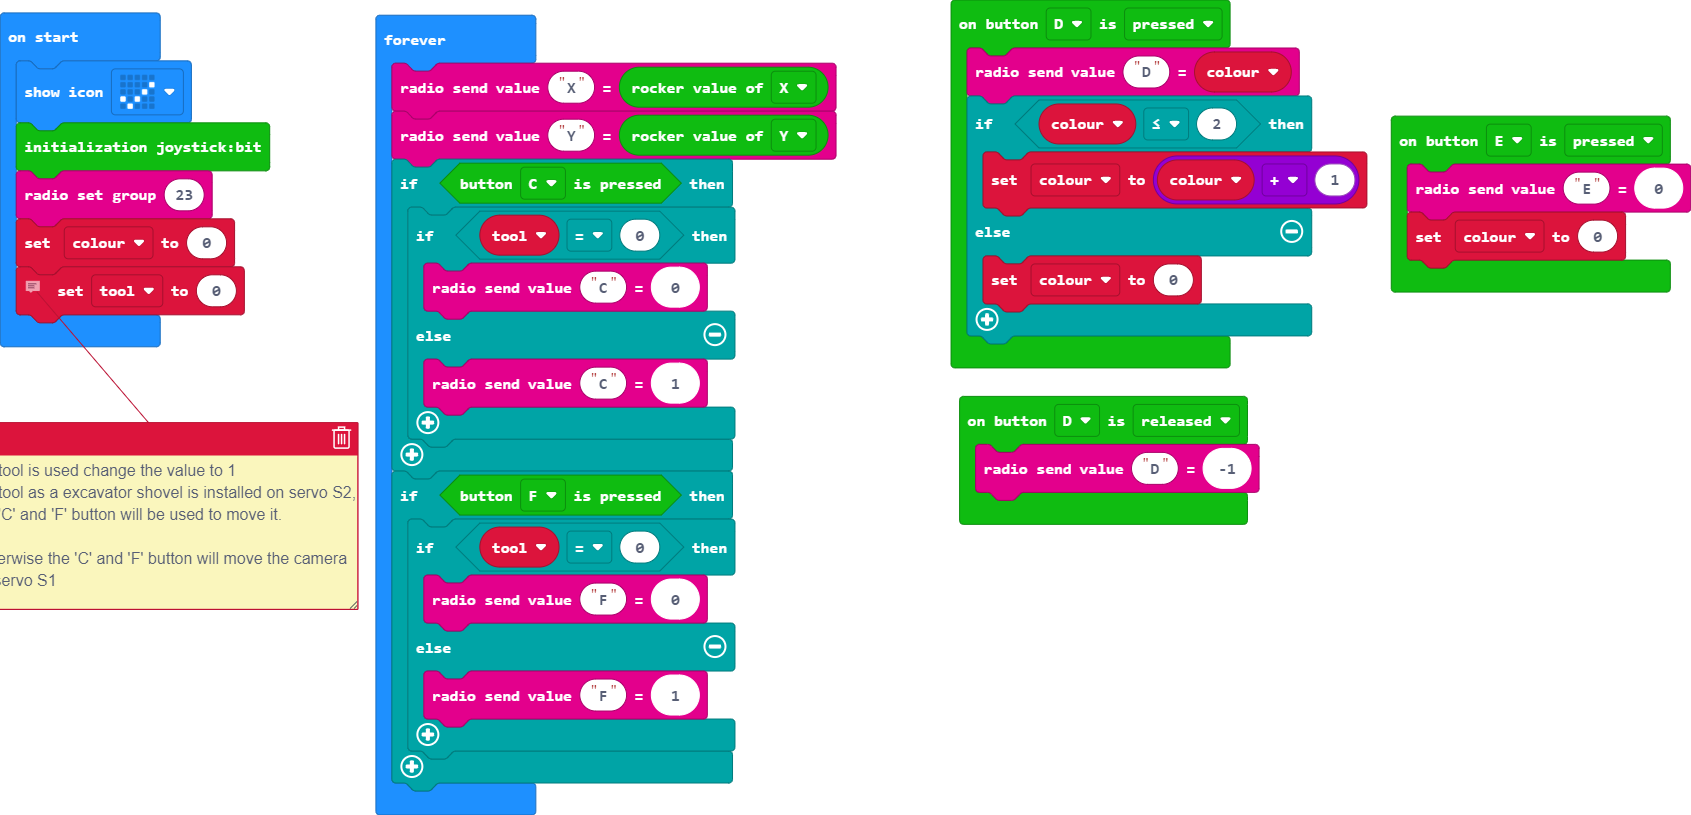 on start
show icon
initialization joystick:bit
radio set group 23
set colour to 0
set tool to 0
tool is used change the value to 1
tool as a excavator shovel is installed on servo S2,
'C' and 'F' button will be used to move it.
erwise the 'C' and 'F' button will move the camera
servo S1
forever
radio send value "X" = rocker value of X
radio send value "Y" = rocker value of Y
if button C is pressed then
if tool = 0 then
radio send value "C" = 0
else
radio send value "C" = 1
if button F is pressed then
if tool = 0 then
radio send value "F" = 0
else
radio send value "F" = 1
on button D is pressed
radio send value "D" = colour
if colour ≤ 2 then
set colour to colour + 1
else
set colour to 0
on button D is released
radio send value "D" = -1
on button E is pressed
radio send value "E" = 0
set colour to 0